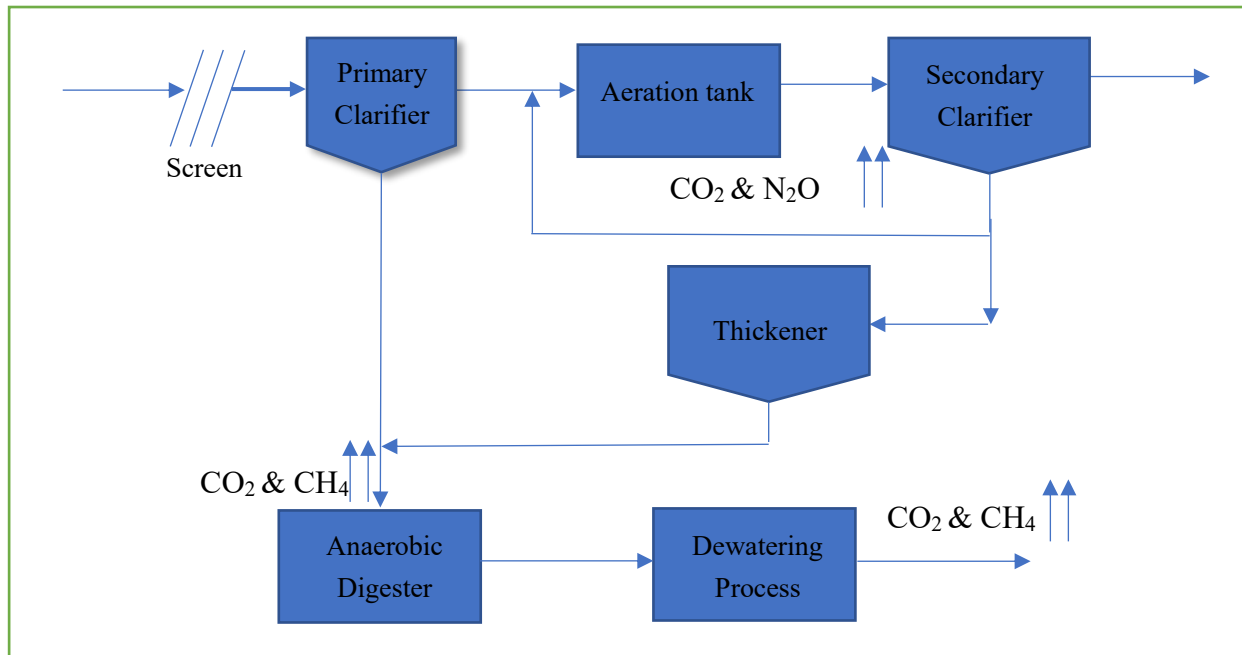 Primary
Clarifier
Aeration tank
Secondary
Clarifier
Screen
CO₂ & N₂O
Thickener
CO₂ & CH₄
Anaerobic
Digester
Dewatering
Process
CO₂ & CH₄